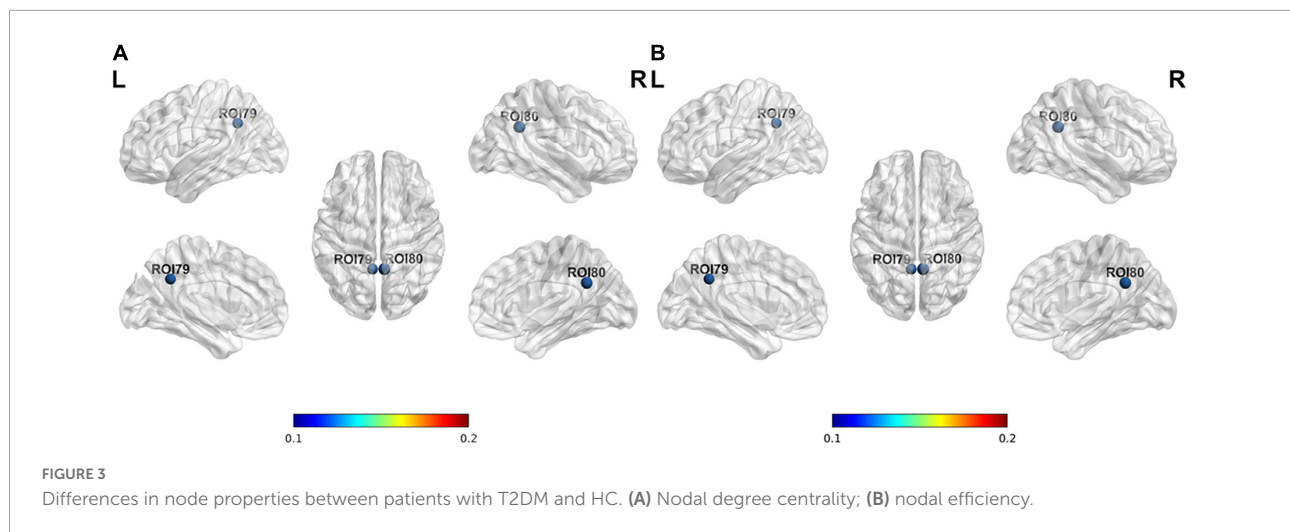 A
L
R
ROI79
ROI80
ROI79
ROI80
ROI79
ROI80
0.1
0.2
B
L
R
ROI79
ROI80
ROI79
ROI80
ROI79
ROI80
0.1
0.2
FIGURE 3
Differences in node properties between patients with T2DM and HC. (A) Nodal degree centrality; (B) nodal efficiency.